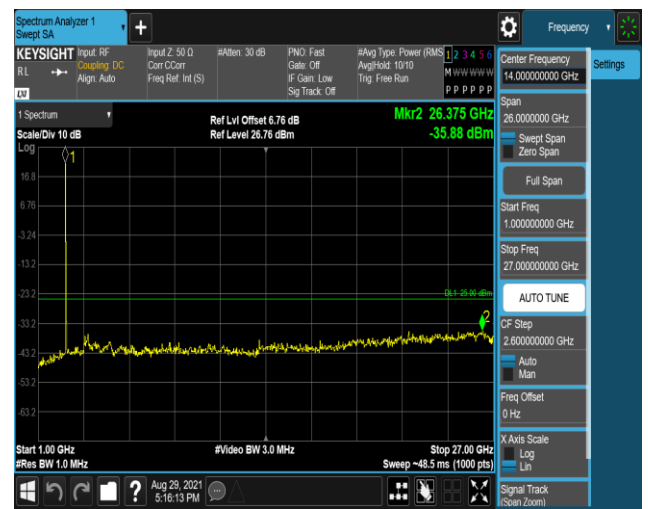 Spectrum Analyzer 1
Swept SA
Frequency
KEYSIGHT
RL
LXI
Input: RF
Coupling: DC
Align: Auto
Input Z: 50 Ω
Corr CCorr
Freq Ref: Int (S)
#Atten: 30 dB
PNO: Fast
Gate: Off
IF Gain: Low
Sig Track: Off
#Avg Type: Power (RMS
Avg|Hold: 10/10
Trig: Free Run
1 2 3 4 5 6
M W W W W W
P P P P P P
1 Spectrum
Scale/Div 10 dB
Ref Lvl Offset 6.76 dB
Ref Level 26.76 dBm
Mkr2 26.375 GHz
-35.88 dBm
Log
1
16.8
6.76
-3.24
-13.2
-23.2
DL1 -25.00 dBm
-33.2
2
-43.2
-53.2
-63.2
Start 1.00 GHz
#Res BW 1.0 MHz
#Video BW 3.0 MHz
Stop 27.00 GHz
Sweep ~48.5 ms (1000 pts)
?
Aug 29, 2021
5:16:13 PM
Center Frequency
14.000000000 GHz
Settings
Span
26.0000000 GHz
Swept Span
Zero Span
Full Span
Start Freq
1.000000000 GHz
Stop Freq
27.000000000 GHz
AUTO TUNE
CF Step
2.600000000 GHz
Auto
Man
Freq Offset
0 Hz
X Axis Scale
Log
Lin
Signal Track
(Span Zoom)